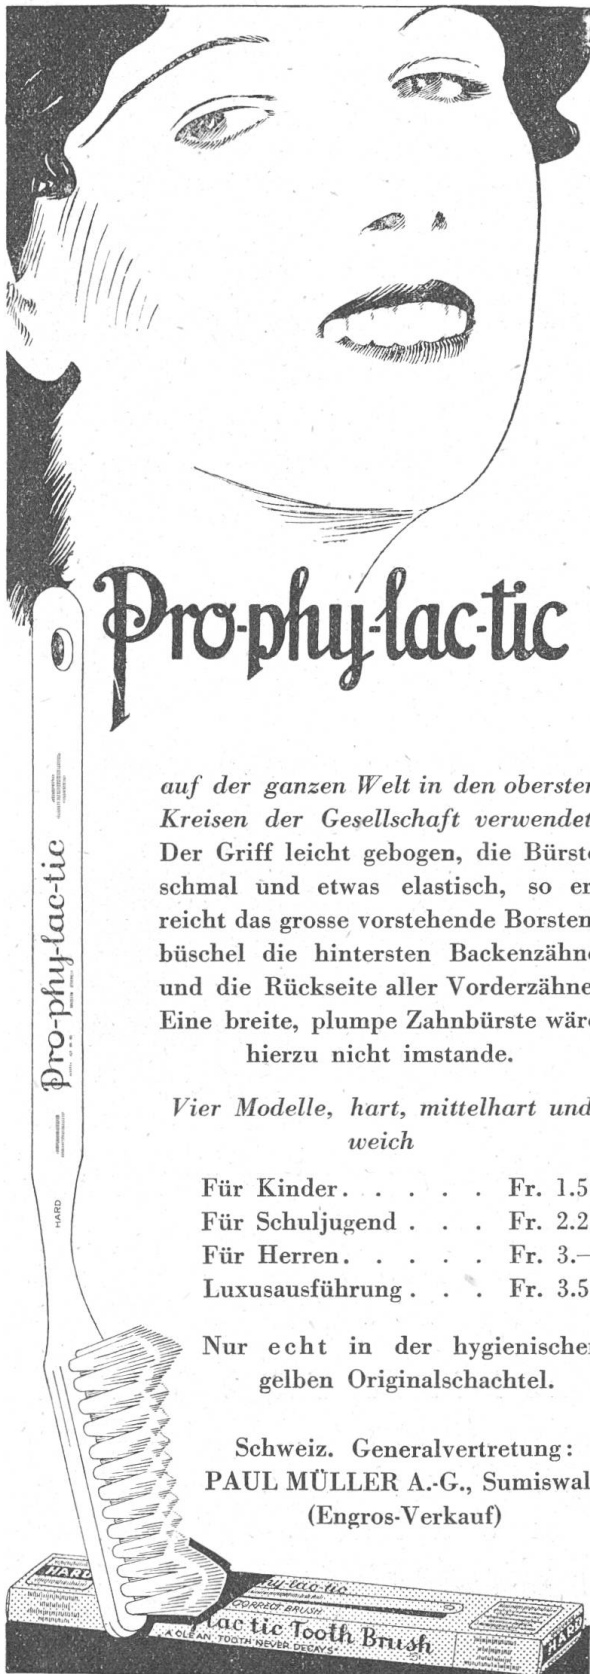 Pro-phy-lac-tic
auf der ganzen Welt in den oberster
Kreisen der Gesellschaft verwendet
Der Griff leicht gebogen, die Bürste
schmal und etwas elastisch, so er
reicht das grosse vorstehende Borsten
büschel die hintersten Backenzähne
und die Rückseite aller Vorderzähne
Eine breite, plumpe Zahnbürste wäre
hierzu nicht imstande.
Vier Modelle, hart, mittelhart und
weich
Für Kinder. . . . . Fr. 1.5
Für Schuljugend . . . Fr. 2.2
Für Herren. . . . . Fr. 3.–
Luxusausführung . . . Fr. 3.5
Nur echt in der hygienischen
gelben Originalschachtel.
Schweiz. Generalvertretung:
PAUL MÜLLER A.-G., Sumiswal
(Engros-Verkauf)
Pro-phy-lac-tic
HARD
HARD
hy-lac-tic
CORRECT BRUSH
lac tic Tooth Brush
"A CLEAN TOOTH NEVER DECAYS"
HARD